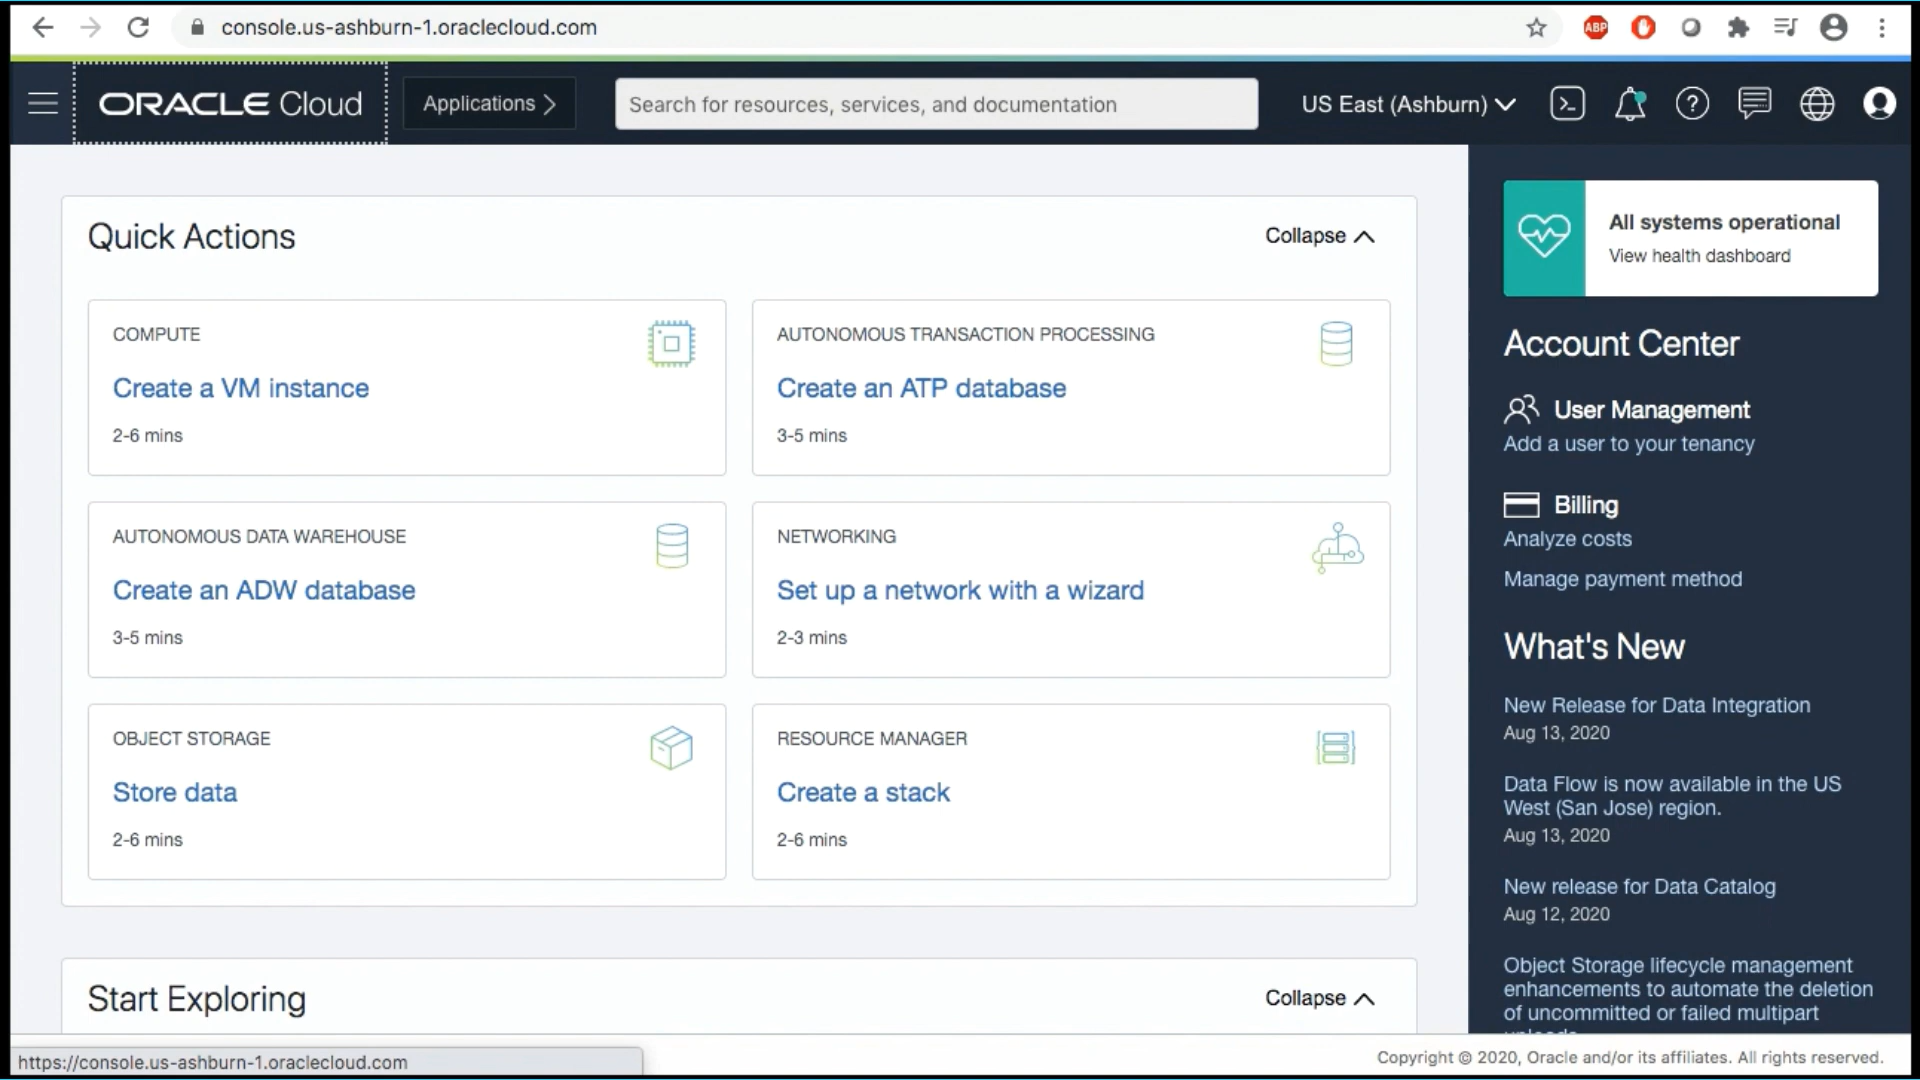 console.us-ashburn-1.oraclecloud.com
ABP
ORACLE Cloud
Applications
Search for resources, services, and documentation
US East (Ashburn)
Quick Actions
Collapse
COMPUTE
Create a VM instance
2-6 mins
AUTONOMOUS TRANSACTION PROCESSING
Create an ATP database
3-5 mins
AUTONOMOUS DATA WAREHOUSE
Create an ADW database
3-5 mins
NETWORKING
Set up a network with a wizard
2-3 mins
OBJECT STORAGE
Store data
2-6 mins
RESOURCE MANAGER
Create a stack
2-6 mins
Start Exploring
Collapse
All systems operational
View health dashboard
Account Center
User Management
Add a user to your tenancy
Billing
Analyze costs
Manage payment method
What's New
New Release for Data Integration
Aug 13, 2020
Data Flow is now available in the US
West (San Jose) region.
Aug 13, 2020
New release for Data Catalog
Aug 12, 2020
Object Storage lifecycle management
enhancements to automate the deletion
of uncommitted or failed multipart
https://console.us-ashburn-1.oraclecloud.com
Copyright © 2020, Oracle and/or its affiliates. All rights reserved.